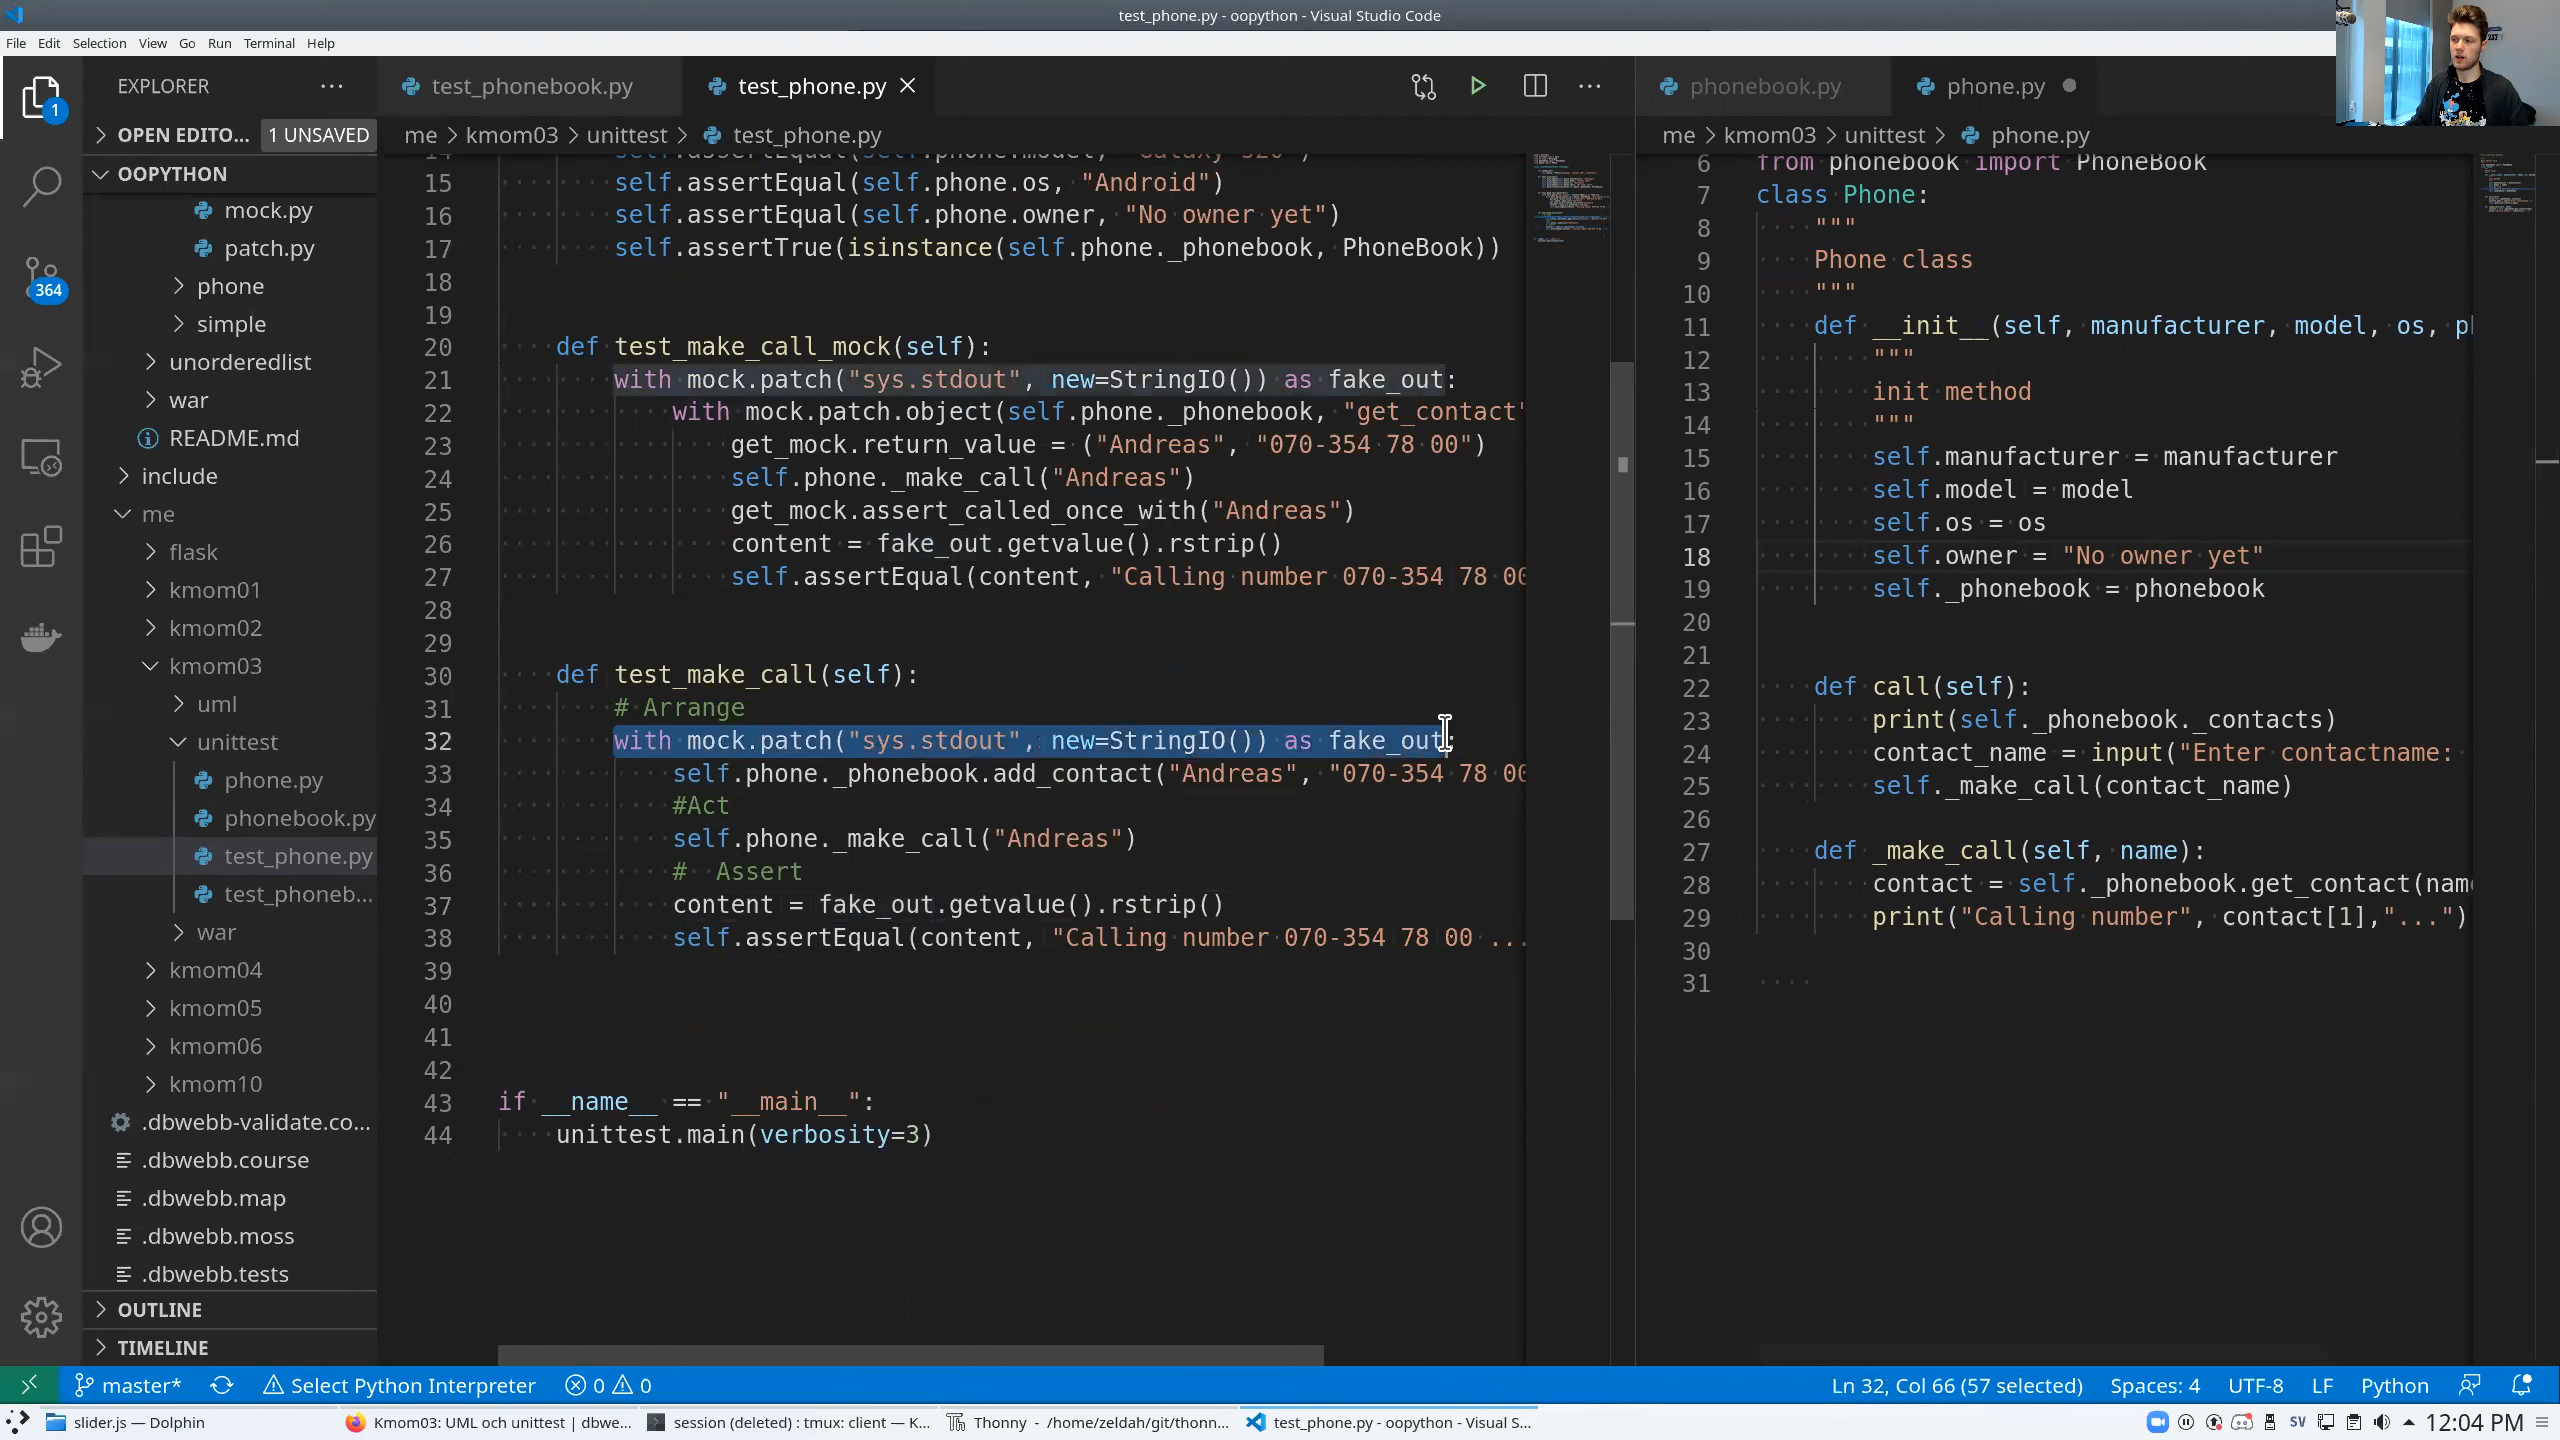 test_phone.py - oopython - Visual Studio Code
File Edit Selection View Go Run Terminal Help
EXPLORER
1
OPEN EDITO... 1 UNSAVED
OOPYTHON
mock.py
patch.py
phone
simple
unorderedlist
war
README.md
include
me
flask
kmom01
kmom02
kmom03
uml
unittest
phone.py
phonebook.py
test_phone.py
test_phoneb...
war
kmom04
kmom05
kmom06
kmom10
.dbwebb-validate.co...
.dbwebb.course
.dbwebb.map
.dbwebb.moss
.dbwebb.tests
OUTLINE
TIMELINE
364
test_phonebook.py test_phone.py
me > kmom03 > unittest > test_phone.py
14 self.assertEqual(self.phone.model, "Galaxy S20")
15 self.assertEqual(self.phone.os, "Android")
16 self.assertEqual(self.phone.owner, "No owner yet")
17 self.assertTrue(isinstance(self.phone._phonebook, PhoneBook))
18
19
20 def test_make_call_mock(self):
21 with mock.patch("sys.stdout", new=StringIO()) as fake_out:
22 with mock.patch.object(self.phone._phonebook, "get_contact"
23 get_mock.return_value = ("Andreas", "070-354 78 00")
24 self.phone._make_call("Andreas")
25 get_mock.assert_called_once_with("Andreas")
26 content = fake_out.getvalue().rstrip()
27 self.assertEqual(content, "Calling number 070-354 78 00
28
29
30 def test_make_call(self):
31 # Arrange
32 with mock.patch("sys.stdout", new=StringIO()) as fake_out:
33 self.phone._phonebook.add_contact("Andreas", "070-354 78 00
34 #Act
35 self.phone._make_call("Andreas")
36 #  Assert
37 content = fake_out.getvalue().rstrip()
38 self.assertEqual(content, "Calling number 070-354 78 00 ...
39
40
41
42
43 if __name__ == "__main__":
44 unittest.main(verbosity=3)
phonebook.py phone.py
me > kmom03 > unittest > phone.py
6 from phonebook import PhoneBook
7 class Phone:
8 """
9 Phone class
10 """
11 def __init__(self, manufacturer, model, os, ph
12 """
13 init method
14 """
15 self.manufacturer = manufacturer
16 self.model = model
17 self.os = os
18 self.owner = "No owner yet"
19 self._phonebook = phonebook
20
21
22 def call(self):
23 print(self._phonebook._contacts)
24 contact_name = input("Enter contactname:
25 self._make_call(contact_name)
26
27 def _make_call(self, name):
28 contact = self._phonebook.get_contact(name
29 print("Calling number", contact[1],"...")
30
31
master* Select Python Interpreter 0 0 Ln 32, Col 66 (57 selected) Spaces: 4 UTF-8 LF Python
slider.js — Dolphin Kmom03: UML och unittest | dbwe... session (deleted) : tmux: client — K... Thonny - /home/zeldah/git/thonn... test_phone.py - oopython - Visual S... SV 12:04 PM